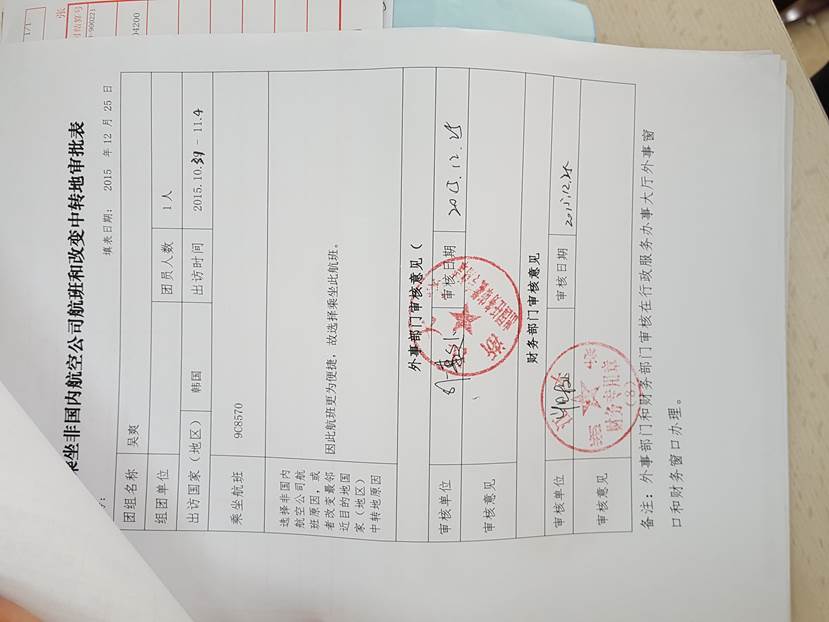 乘坐非国内航空公司航班和改变中转地审批表
填表日期： 2015 年 12 月 25 日
团组名称 吴爽
组团单位 团员人数 1人
出访国家（地区） 韩国 出访时间 2015.10.31 - 11.4
乘坐航班 9C8570
选择非国内
航空公司航
班原因，或
者改变最邻
近目的地国
家（地区）
中转地原因
因此航班更为便捷，故选择乘坐此航班。
外事部门审核意见（
审核单位 审核日期 2015.12.25
审核意见
财务部门审核意见
审核单位 审核日期 2015.12.25
审核意见
财务专用章
（8）
备注：外事部门和财务部门审核在行政服务办事大厅外事窗
口和财务窗口办理。